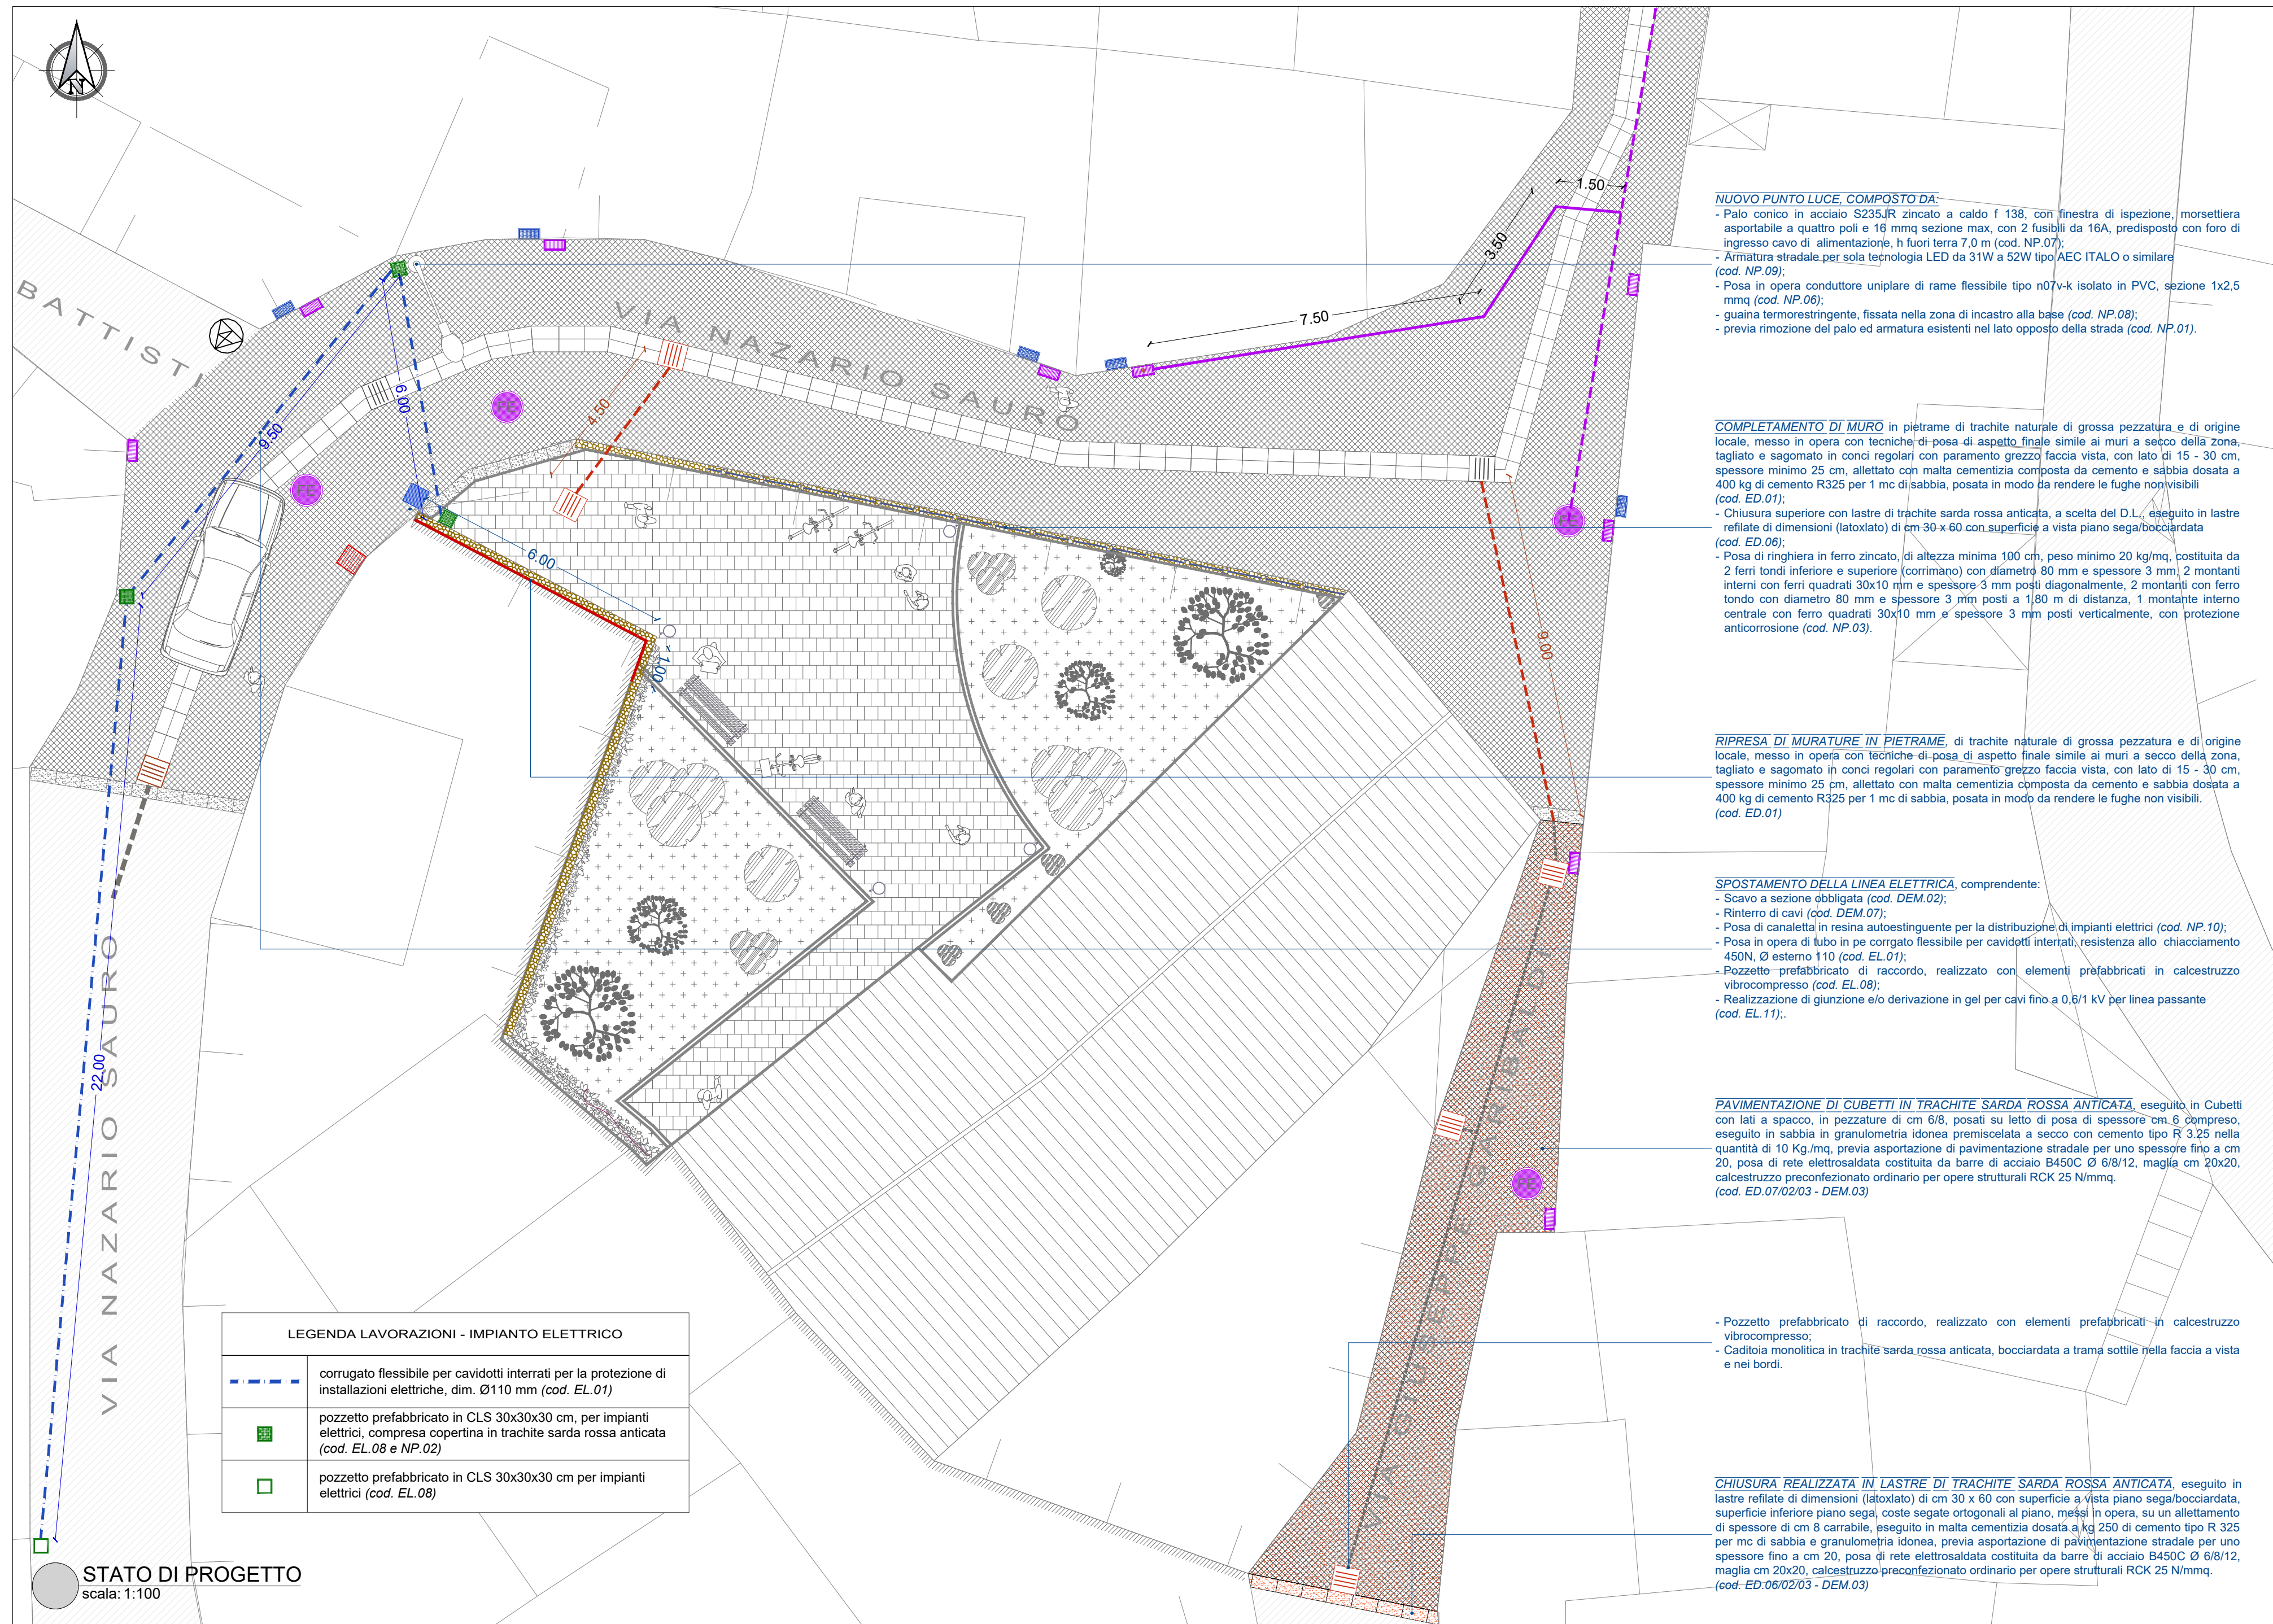 N
BATTISTI
VIA NAZARIO SAURO
VIA NAZARIO SAURO
VIA GIUSEPPE GARIBALDI
1.50
3.50
7.50
6.00
9.50
4.50
6.00
1.00
9.00
22.00
FE
FE
FE
FE
NUOVO PUNTO LUCE, COMPOSTO DA:
- Palo conico in acciaio S235JR zincato a caldo f 138, con finestra di ispezione, morsettiera
asportabile a quattro poli e 16 mmq sezione max, con 2 fusibili da 16A, predisposto con foro di
ingresso cavo di alimentazione, h fuori terra 7,0 m (cod. NP.07);
- Armatura stradale per sola tecnologia LED da 31W a 52W tipo AEC ITALO o similare
(cod. NP.09);
- Posa in opera conduttore uniplare di rame flessibile tipo n07v-k isolato in PVC, sezione 1x2,5
mmq (cod. NP.06);
- guaina termorestringente, fissata nella zona di incastro alla base (cod. NP.08);
- previa rimozione del palo ed armatura esistenti nel lato opposto della strada (cod. NP.01).
COMPLETAMENTO DI MURO in pietrame di trachite naturale di grossa pezzatura e di origine
locale, messo in opera con tecniche di posa di aspetto finale simile ai muri a secco della zona,
tagliato e sagomato in conci regolari con paramento grezzo faccia vista, con lato di 15 - 30 cm,
spessore minimo 25 cm, allettato con malta cementizia composta da cemento e sabbia dosata a
400 kg di cemento R325 per 1 mc di sabbia, posata in modo da rendere le fughe non visibili
(cod. ED.01);
- Chiusura superiore con lastre di trachite sarda rossa anticata, a scelta del D.L., eseguito in lastre
refilate di dimensioni (latoxlato) di cm 30 x 60 con superficie a vista piano sega/bocciardata
(cod. ED.06);
- Posa di ringhiera in ferro zincato, di altezza minima 100 cm, peso minimo 20 kg/mq, costituita da
2 ferri tondi inferiore e superiore (corrimano) con diametro 80 mm e spessore 3 mm, 2 montanti
interni con ferri quadrati 30x10 mm e spessore 3 mm posti diagonalmente, 2 montanti con ferro
tondo con diametro 80 mm e spessore 3 mm posti a 1,80 m di distanza, 1 montante interno
centrale con ferro quadrati 30x10 mm e spessore 3 mm posti verticalmente, con protezione
anticorrosione (cod. NP.03).
RIPRESA DI MURATURE IN PIETRAME, di trachite naturale di grossa pezzatura e di origine
locale, messo in opera con tecniche di posa di aspetto finale simile ai muri a secco della zona,
tagliato e sagomato in conci regolari con paramento grezzo faccia vista, con lato di 15 - 30 cm,
spessore minimo 25 cm, allettato con malta cementizia composta da cemento e sabbia dosata a
400 kg di cemento R325 per 1 mc di sabbia, posata in modo da rendere le fughe non visibili.
(cod. ED.01)
SPOSTAMENTO DELLA LINEA ELETTRICA, comprendente:
- Scavo a sezione obbligata (cod. DEM.02);
- Rinterro di cavi (cod. DEM.07);
- Posa di canaletta in resina autoestinguente per la distribuzione di impianti elettrici (cod. NP.10);
- Posa in opera di tubo in pe corrgato flessibile per cavidotti interrati, resistenza allo chiacciamento
450N, Ø esterno 110 (cod. EL.01);
- Pozzetto prefabbricato di raccordo, realizzato con elementi prefabbricati in calcestruzzo
vibrocompresso (cod. EL.08);
- Realizzazione di giunzione e/o derivazione in gel per cavi fino a 0,6/1 kV per linea passante
(cod. EL.11);.
PAVIMENTAZIONE DI CUBETTI IN TRACHITE SARDA ROSSA ANTICATA, eseguito in Cubetti
con lati a spacco, in pezzature di cm 6/8, posati su letto di posa di spessore cm 6 compreso,
eseguito in sabbia in granulometria idonea premiscelata a secco con cemento tipo R 3.25 nella
quantità di 10 Kg./mq, previa asportazione di pavimentazione stradale per uno spessore fino a cm
20, posa di rete elettrosaldata costituita da barre di acciaio B450C Ø 6/8/12, maglia cm 20x20,
calcestruzzo preconfezionato ordinario per opere strutturali RCK 25 N/mmq.
(cod. ED.07/02/03 - DEM.03)
- Pozzetto prefabbricato di raccordo, realizzato con elementi prefabbricati in calcestruzzo
vibrocompresso;
- Caditoia monolitica in trachite sarda rossa anticata, bocciardata a trama sottile nella faccia a vista
e nei bordi.
CHIUSURA REALIZZATA IN LASTRE DI TRACHITE SARDA ROSSA ANTICATA, eseguito in
lastre refilate di dimensioni (latoxlato) di cm 30 x 60 con superficie a vista piano sega/bocciardata,
superficie inferiore piano sega, coste segate ortogonali al piano, messi in opera, su un allettamento
di spessore di cm 8 carrabile, eseguito in malta cementizia dosata a kg 250 di cemento tipo R 325
per mc di sabbia e granulometria idonea, previa asportazione di pavimentazione stradale per uno
spessore fino a cm 20, posa di rete elettrosaldata costituita da barre di acciaio B450C Ø 6/8/12,
maglia cm 20x20, calcestruzzo preconfezionato ordinario per opere strutturali RCK 25 N/mmq.
(cod. ED.06/02/03 - DEM.03)
LEGENDA LAVORAZIONI - IMPIANTO ELETTRICO
corrugato flessibile per cavidotti interrati per la protezione di
installazioni elettriche, dim. Ø110 mm (cod. EL.01)
pozzetto prefabbricato in CLS 30x30x30 cm, per impianti
elettrici, compresa copertina in trachite sarda rossa anticata
(cod. EL.08 e NP.02)
pozzetto prefabbricato in CLS 30x30x30 cm per impianti
elettrici (cod. EL.08)
STATO DI PROGETTO
scala: 1:100